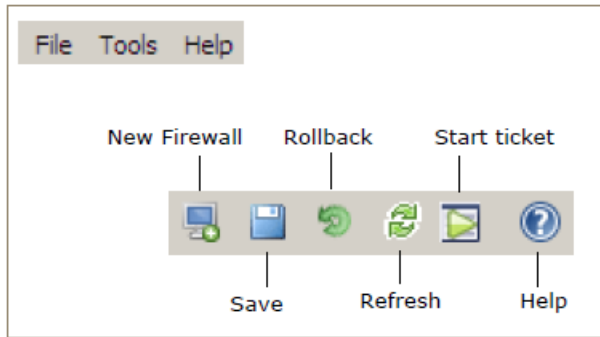 File Tools Help
New Firewall Rollback Start ticket
Save Refresh Help